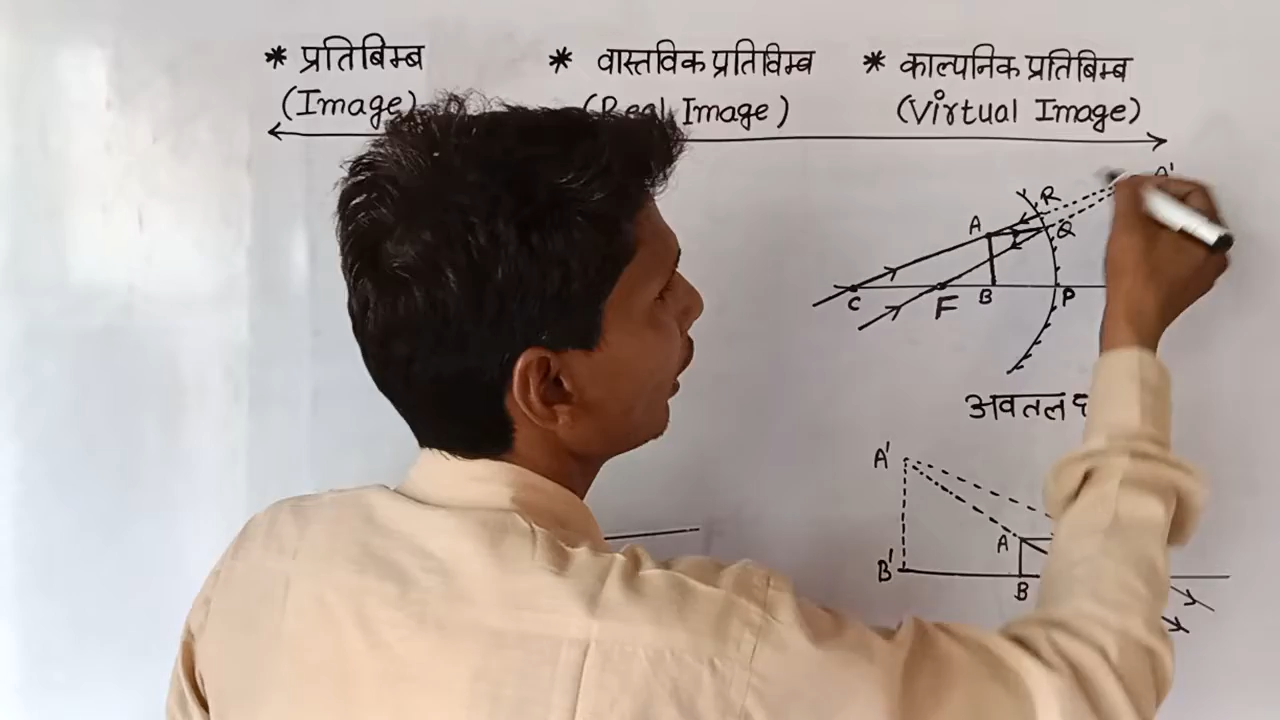 * प्रतिबिम्ब
(Image)
* वास्तविक प्रतिविम्ब
(Real Image)
* काल्पनिक प्रतिबिम्ब
(Virtual Image)
A'
R
A
Q
C
F
B
P
अवतल
A'
A
B'
B